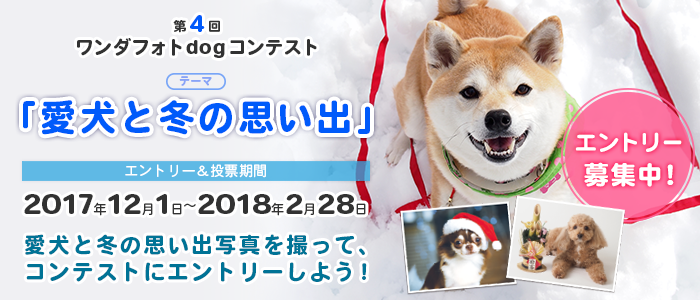 第4回
ワンダフォトdogコンテスト
テーマ
「愛犬と冬の思い出」
エントリー&投票期間
2017年12月1日~2018年2月28日
愛犬と冬の思い出写真を撮って、
コンテストにエントリーしよう!
エントリー
募集中!